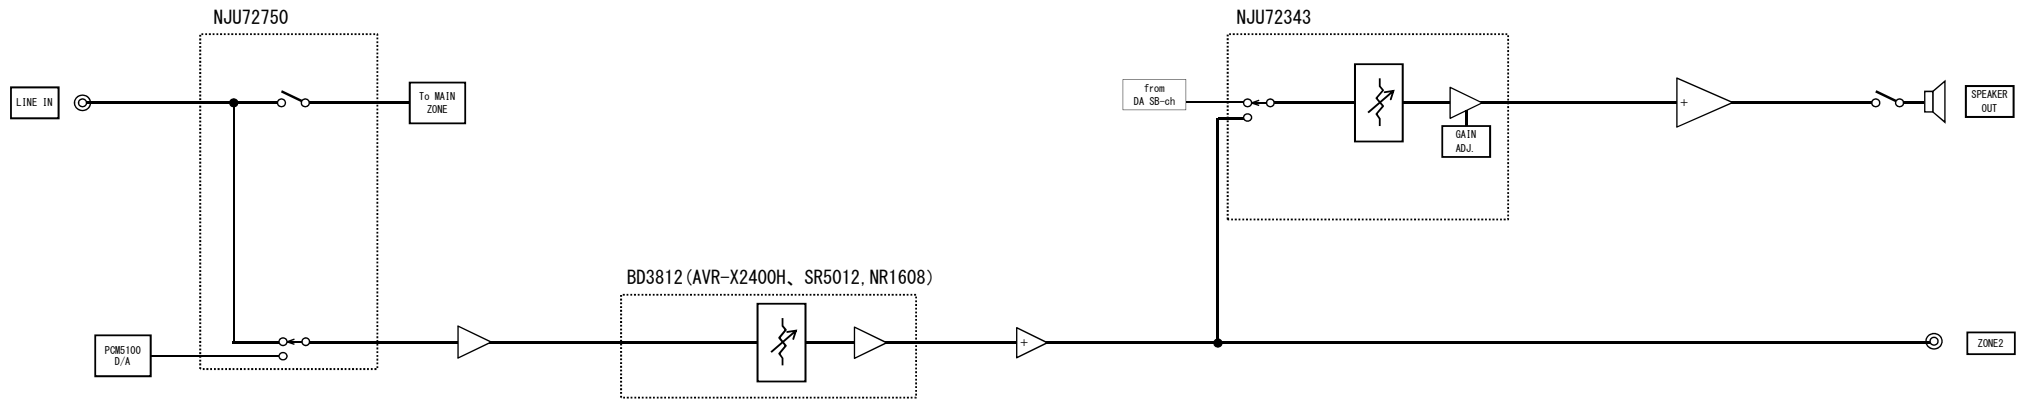 NJU72750
NJU72343
LINE IN
To MAIN
ZONE
from
DA SB-ch
+
SPEAKER
OUT
GAIN
ADJ.
BD3812(AVR-X2400H、SR5012,NR1608)
PCM5100
D/A
+
ZONE2